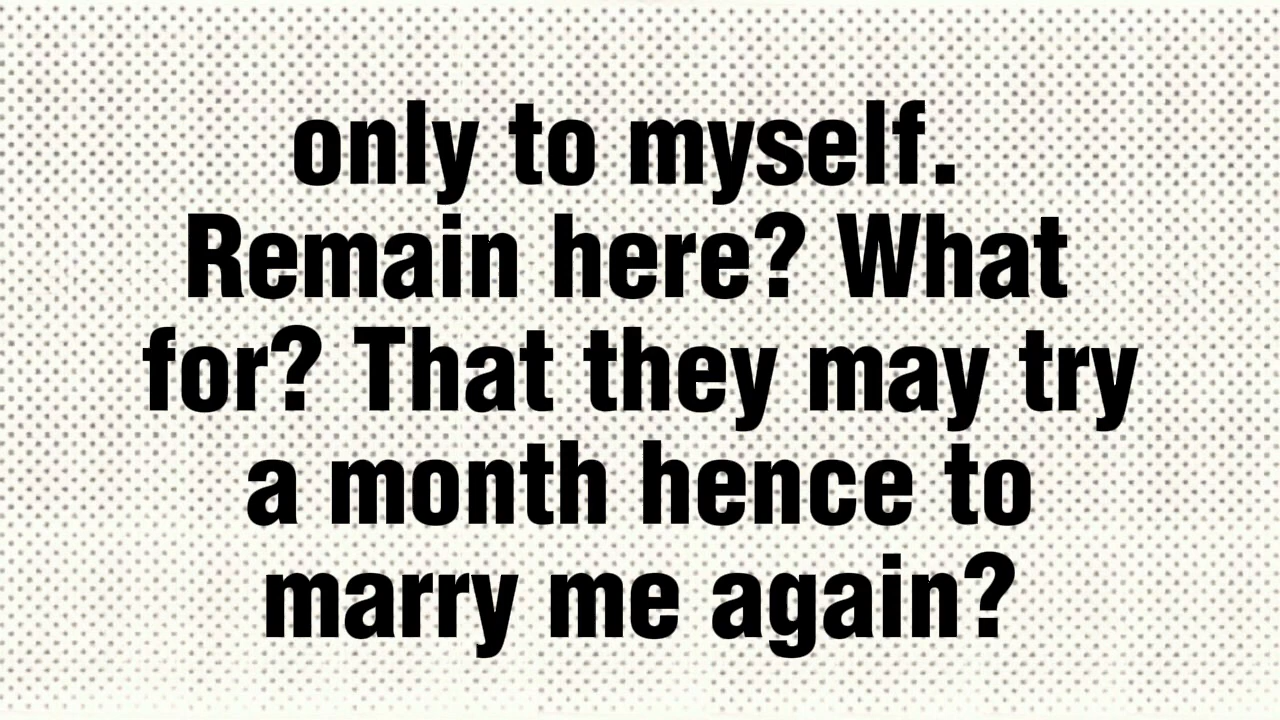 only to myself.
Remain here? What
for? That they may try
a month hence to
marry me again?